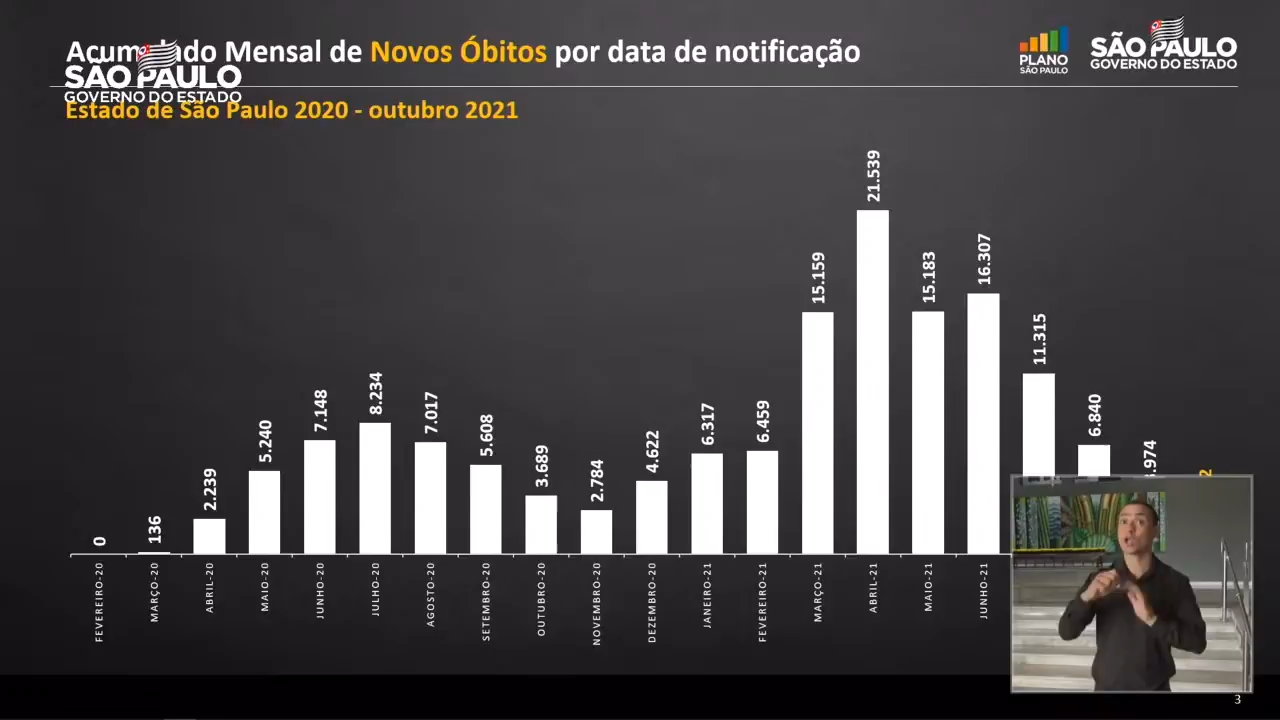 Acumulado Mensal de Novos Óbitos por data de notificação
SÃO PAULO
GOVERNO DO ESTADO
PLANO
SÃO PAULO
SÃO PAULO
GOVERNO DO ESTADO
Estado de São Paulo 2020 - outubro 2021
0
136
2.239
5.240
7.148
8.234
7.017
5.608
3.689
2.784
4.622
6.317
6.459
15.159
21.539
15.183
16.307
11.315
6.840
.974
2
FEVEREIRO-20
MARÇO-20
ABRIL-20
MAIO-20
JUNHO-20
JULHO-20
AGOSTO-20
SETEMBRO-20
OUTUBRO-20
NOVEMBRO-20
DEZEMBRO-20
JANEIRO-21
FEVEREIRO-21
MARÇO-21
ABRIL-21
MAIO-21
JUNHO-21
3